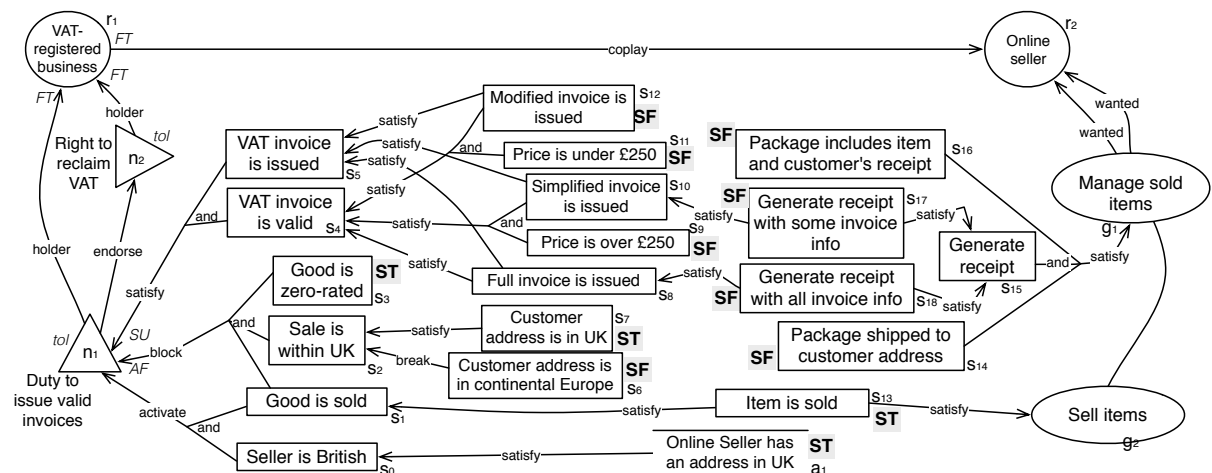 VAT-
registered
business
r1
FT
FT
FT
coplay
Online
seller
r2
holder
tol
Right to
reclaim
VAT
n2
VAT invoice
is issued
S5
satisfy
Modified invoice is
issued
S12
SF
satisfy
and
Price is under £250
S11
SF
satisfy
satisfy
VAT invoice
is valid
S4
and
satisfy
and
Simplified invoice
is issued
S10
Price is over £250
S9
SF
SF
Package includes item
and customer's receipt
S16
SF
Generate receipt
with some invoice
info
S17
satisfy
satisfy
Generate
receipt
S15
and
satisfy
wanted
wanted
Manage sold
items
g1
holder
endorse
satisfy
Good is
zero-rated
S3
ST
satisfy
Full invoice is issued
S8
satisfy
SF
Generate receipt
with all invoice info
S18
satisfy
tol
n1
SU
AF
block
and
Sale is
within UK
S2
satisfy
Customer
address is in UK
S7
ST
break
Customer address is
in continental Europe
SF
S6
SF
Package shipped to
customer address
S14
Duty to
issue valid
invoices
activate
and
Good is sold
S1
satisfy
Item is sold
S13
ST
satisfy
Sell items
g2
Seller is British
S0
satisfy
Online Seller has
an address in UK
ST
a1